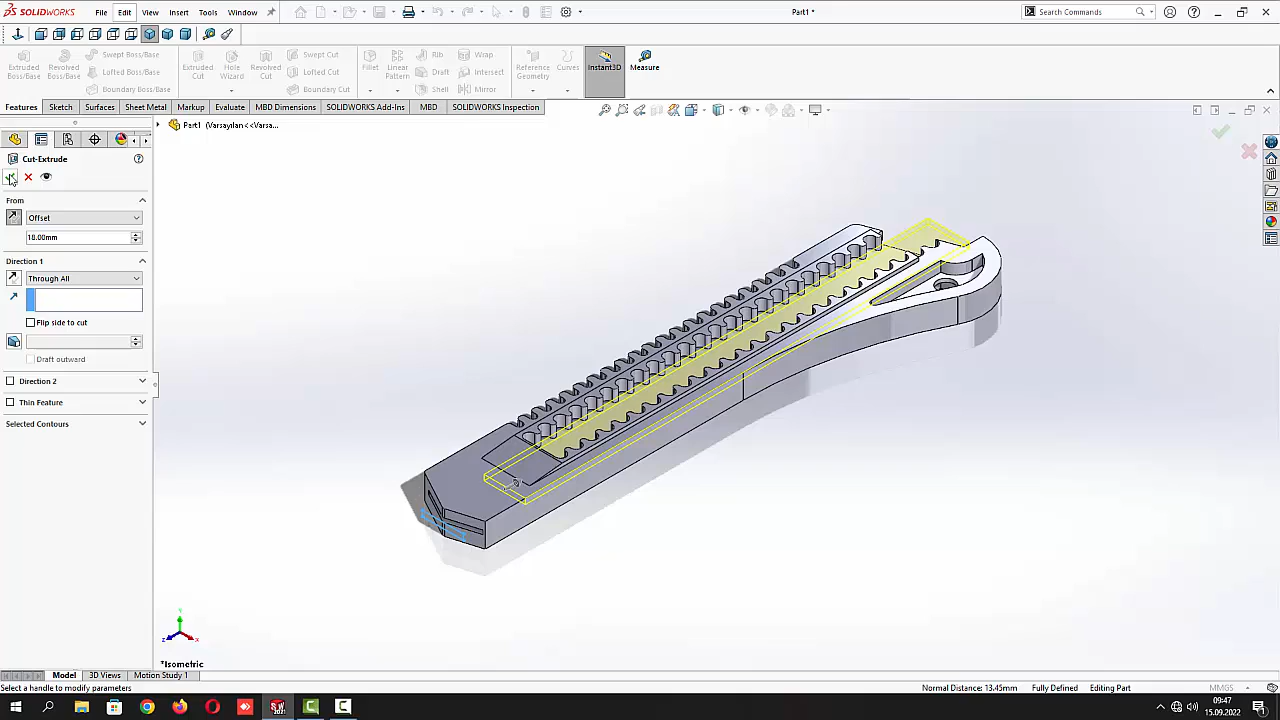 SOLIDWORKS File Edit View Insert Tools Window Part1 * Search Commands
Extruded Boss/Base Revolved Boss/Base Swept Boss/Base Lofted Boss/Base Boundary Boss/Base Extruded Cut Hole Wizard Revolved Cut Swept Cut Lofted Cut Boundary Cut Fillet Linear Pattern Rib Draft Shell Wrap Intersect Mirror Reference Geometry Curves Instant3D Measure
Features Sketch Surfaces Sheet Metal Markup Evaluate MBD Dimensions SOLIDWORKS Add-Ins MBD SOLIDWORKS Inspection
Part1 (Varsayılan<<Varsa...
Cut-Extrude
From
Offset
10.00mm
Direction 1
Through All
Flip side to cut
Draft outward
Direction 2
Thin Feature
Selected Contours
Y
Z X
*Isometric
Model 3D Views Motion Study 1
Select a handle to modify parameters Normal Distance: 13.45mm Fully Defined Editing Part MMGS
09:47
15.09.2022